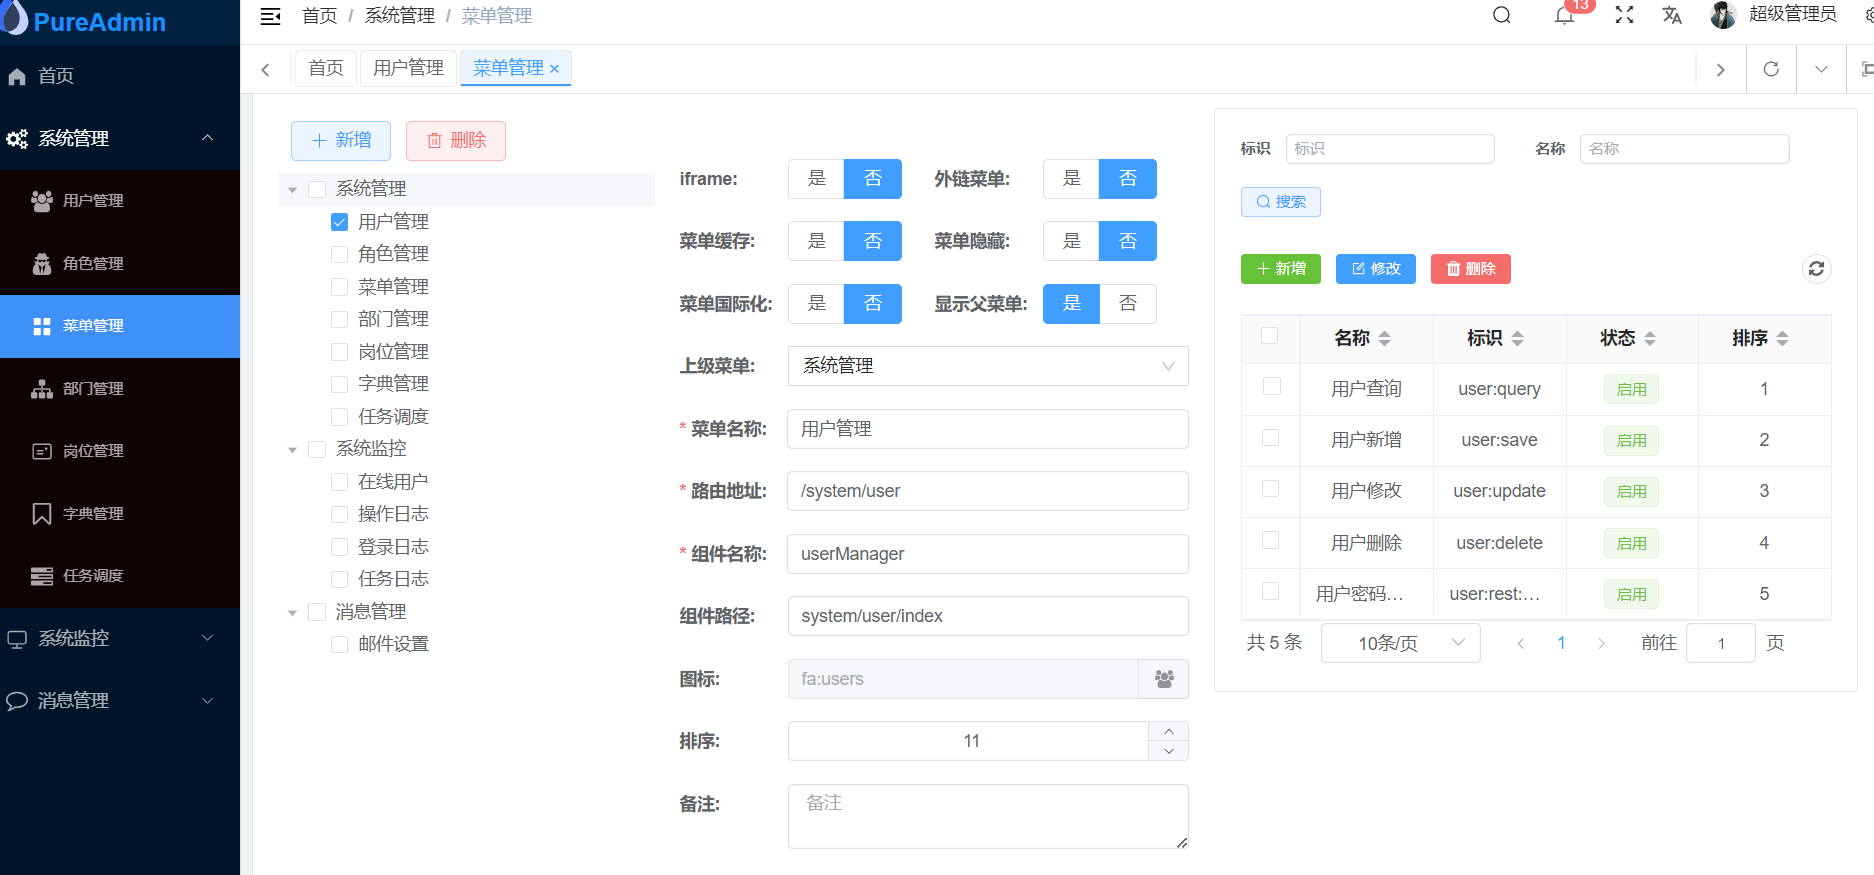 PureAdmin
首页
系统管理
用户管理
角色管理
菜单管理
部门管理
岗位管理
字典管理
任务调度
系统监控
消息管理
首页 / 系统管理 / 菜单管理
13
超级管理员
首页
用户管理
菜单管理 ×
新增
删除
系统管理
用户管理
角色管理
菜单管理
部门管理
岗位管理
字典管理
任务调度
系统监控
在线用户
操作日志
登录日志
任务日志
消息管理
邮件设置
iframe: 是 否 外链菜单: 是 否
菜单缓存: 是 否 菜单隐藏: 是 否
菜单国际化: 是 否 显示父菜单: 是 否
上级菜单: 系统管理
* 菜单名称: 用户管理
* 路由地址: /system/user
* 组件名称: userManager
组件路径: system/user/index
图标: fa:users
排序: 11
备注: 备注
标识 标识 名称 名称
搜索
新增 修改 删除
名称 标识 状态 排序
用户查询 user:query 启用 1
用户新增 user:save 启用 2
用户修改 user:update 启用 3
用户删除 user:delete 启用 4
用户密码... user:rest:... 启用 5
共 5 条 10条/页 1 前往 1 页